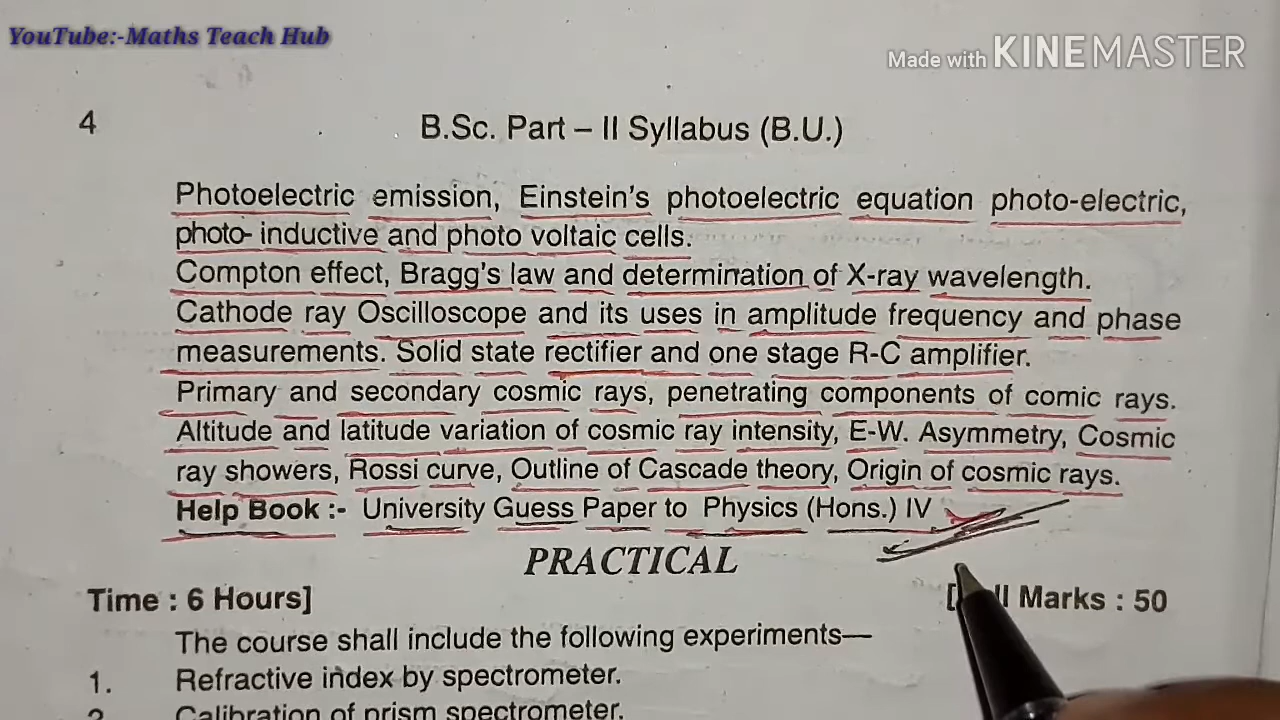 YouTube:-Maths Teach Hub
Made with KINEMASTER
4
B.Sc. Part – II Syllabus (B.U.)
Photoelectric emission, Einstein's photoelectric equation photo-electric,
photo- inductive and photo voltaic cells.
Compton effect, Bragg's law and determination of X-ray wavelength.
Cathode ray Oscilloscope and its uses in amplitude frequency and phase
measurements. Solid state rectifier and one stage R-C amplifier.
Primary and secondary cosmic rays, penetrating components of comic rays.
Altitude and latitude variation of cosmic ray intensity, E-W. Asymmetry, Cosmic
ray showers, Rossi curve, Outline of Cascade theory, Origin of cosmic rays.
Help Book :- University Guess Paper to Physics (Hons.) IV
PRACTICAL
Time : 6 Hours]
Marks : 50
The course shall include the following experiments—
1. Refractive index by spectrometer.
2. Calibration of prism spectrometer.